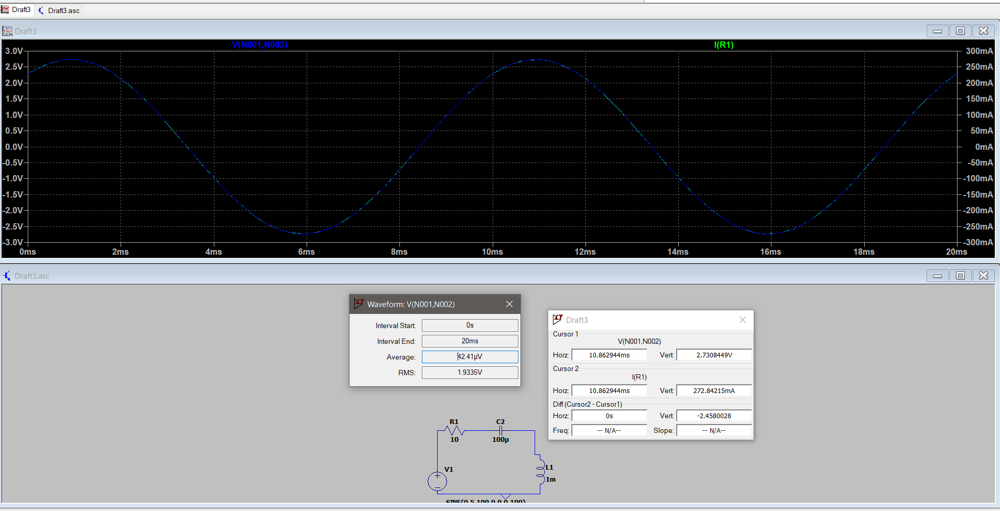 Draft3 Draft3.asc
Draft3
V(N001,N002) I(R1)
3.0V 300mA
2.5V 250mA
2.0V 200mA
1.5V 150mA
1.0V 100mA
0.5V 50mA
0.0V 0mA
-0.5V -50mA
-1.0V -100mA
-1.5V -150mA
-2.0V -200mA
-2.5V -250mA
-3.0V -300mA
0ms 2ms 4ms 6ms 8ms 10ms 12ms 14ms 16ms 18ms 20ms
Draft3.asc
Waveform: V(N001,N002)
Interval Start: 0s
Interval End: 20ms
Average: 42.41µV
RMS: 1.9335V
Draft3
Cursor 1
V(N001,N002)
Horz: 10.862944ms Vert: 2.7308449V
Cursor 2
I(R1)
Horz: 10.862944ms Vert: 272.84215mA
Diff (Cursor2 - Cursor1)
Horz: 0s Vert: -2.4580028
Freq: -- N/A-- Slope: -- N/A--
R1 C2
10 100µ
V1 L1
1m
SINE(0 5 100 0 0 0 100)